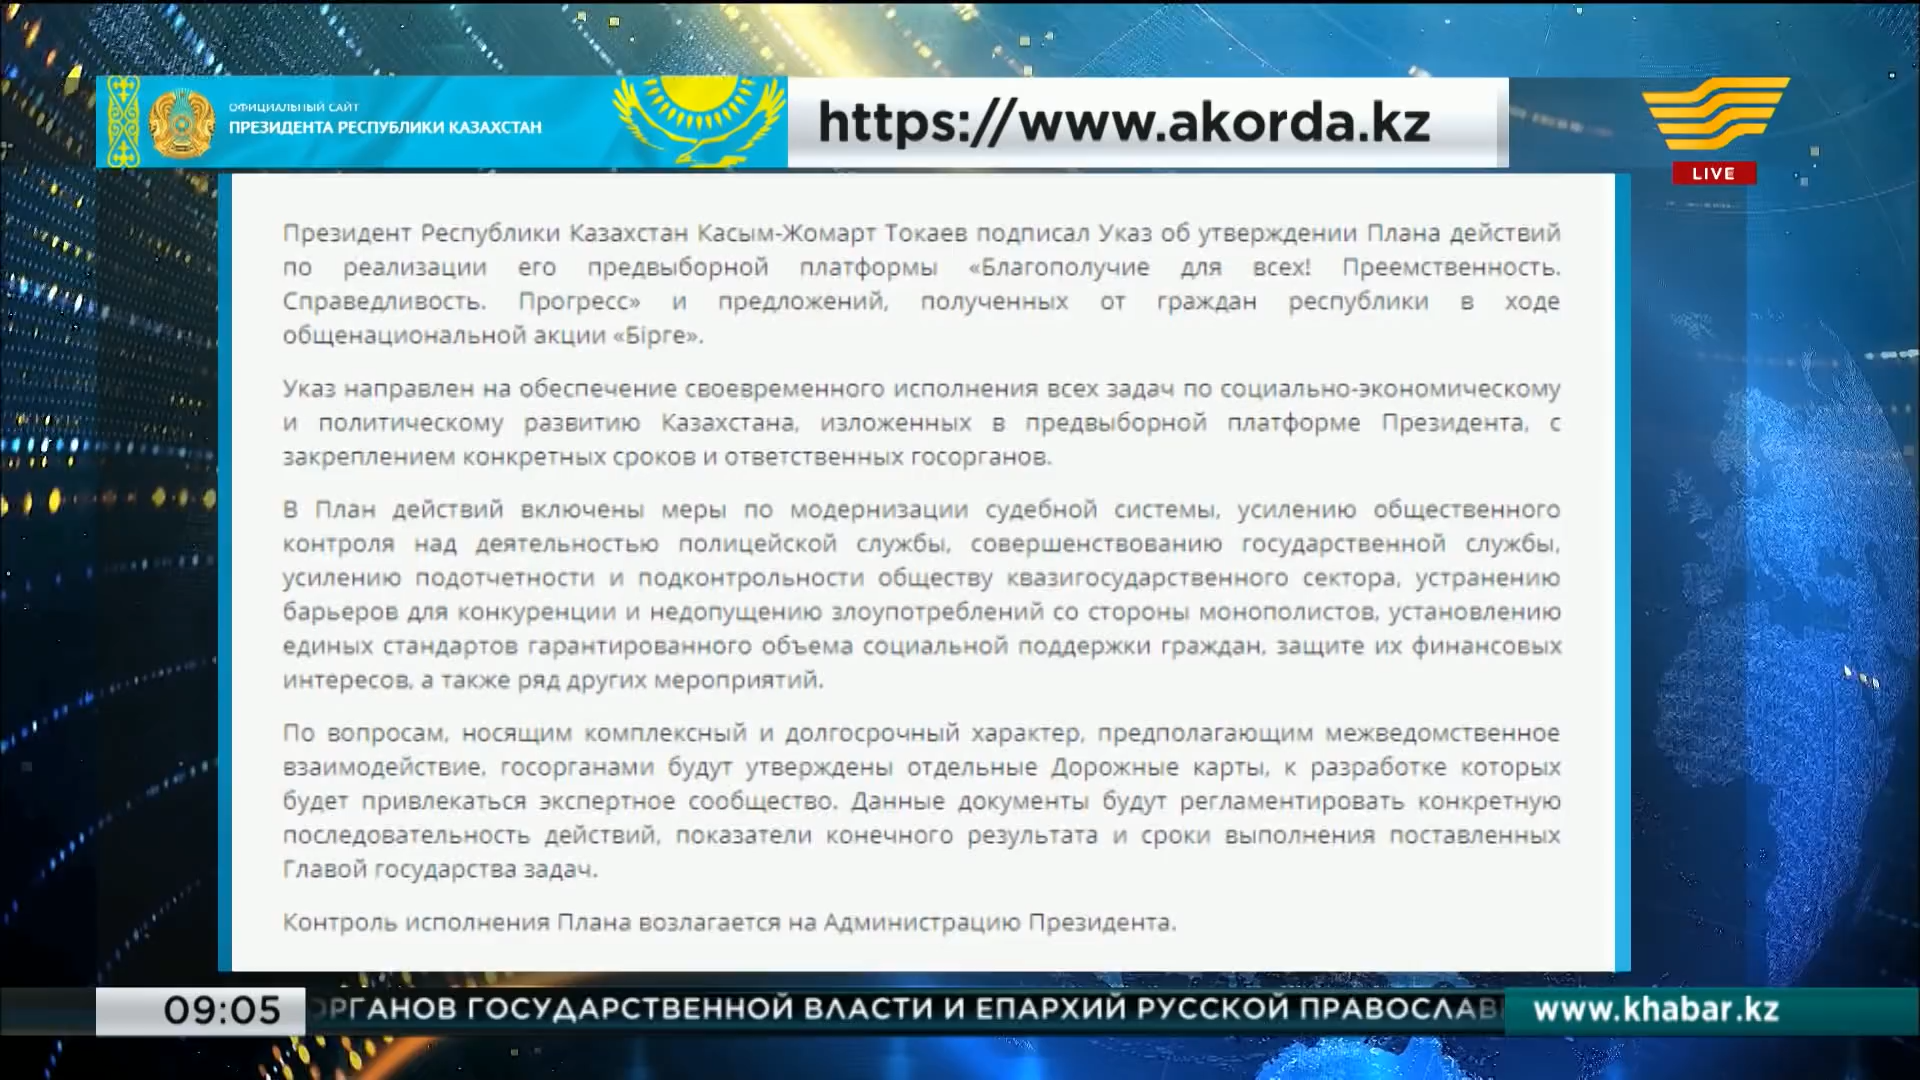 ОФИЦИАЛЬНЫЙ САЙТ
ПРЕЗИДЕНТА РЕСПУБЛИКИ КАЗАХСТАН
https://www.akorda.kz
LIVE
Президент Республики Казахстан Касым-Жомарт Токаев подписал Указ об утверждении Плана действий
по реализации его предвыборной платформы «Благополучие для всех! Преемственность.
Справедливость. Прогресс» и предложений, полученных от граждан республики в ходе
общенациональной акции «Бірге».
Указ направлен на обеспечение своевременного исполнения всех задач по социально-экономическому
и политическому развитию Казахстана, изложенных в предвыборной платформе Президента, с
закреплением конкретных сроков и ответственных госорганов.
В План действий включены меры по модернизации судебной системы, усилению общественного
контроля над деятельностью полицейской службы, совершенствованию государственной службы,
усилению подотчетности и подконтрольности обществу квазигосударственного сектора, устранению
барьеров для конкуренции и недопущению злоупотреблений со стороны монополистов, установлению
единых стандартов гарантированного объема социальной поддержки граждан, защите их финансовых
интересов, а также ряд других мероприятий.
По вопросам, носящим комплексный и долгосрочный характер, предполагающим межведомственное
взаимодействие, госорганами будут утверждены отдельные Дорожные карты, к разработке которых
будет привлекаться экспертное сообщество. Данные документы будут регламентировать конкретную
последовательность действий, показатели конечного результата и сроки выполнения поставленных
Главой государства задач.
Контроль исполнения Плана возлагается на Администрацию Президента.
09:05
ОРГАНОВ ГОСУДАРСТВЕННОЙ ВЛАСТИ И ЕПАРХИЙ РУССКОЙ ПРАВОСЛАВ
www.khabar.kz